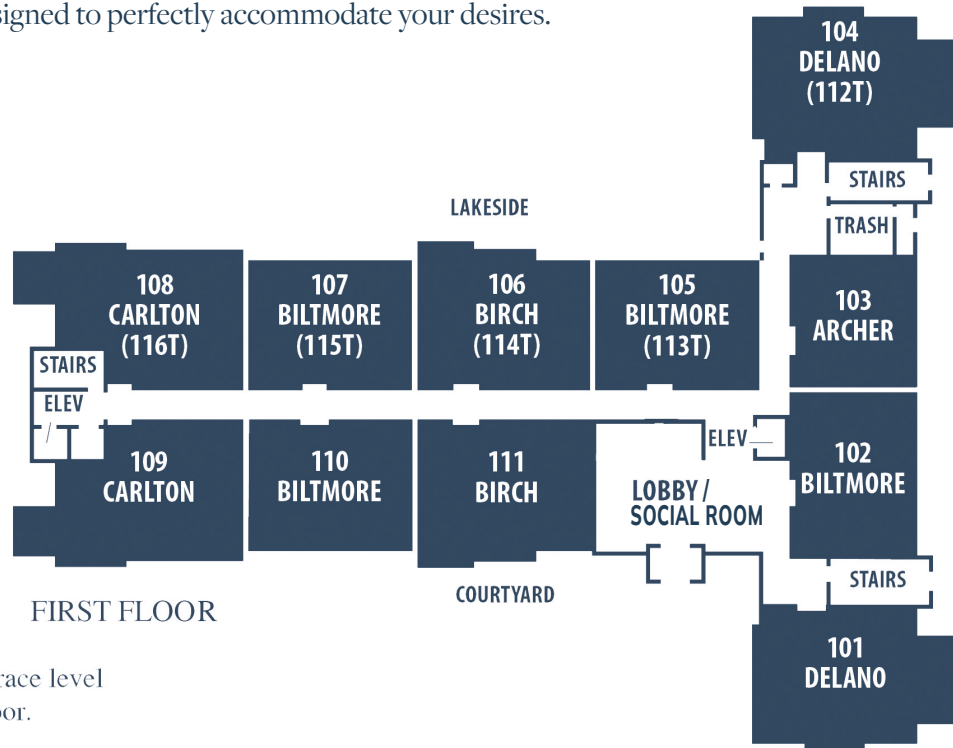 signed to perfectly accommodate your desires.
104
DELANO
(112T)
STAIRS
TRASH
LAKESIDE
108
CARLTON
(116T)
107
BILTMORE
(115T)
106
BIRCH
(114T)
105
BILTMORE
(113T)
103
ARCHER
STAIRS
ELEV
109
CARLTON
110
BILTMORE
111
BIRCH
LOBBY /
SOCIAL ROOM
ELEV
102
BILTMORE
STAIRS
COURTYARD
FIRST FLOOR
101
DELANO
race level
oor.